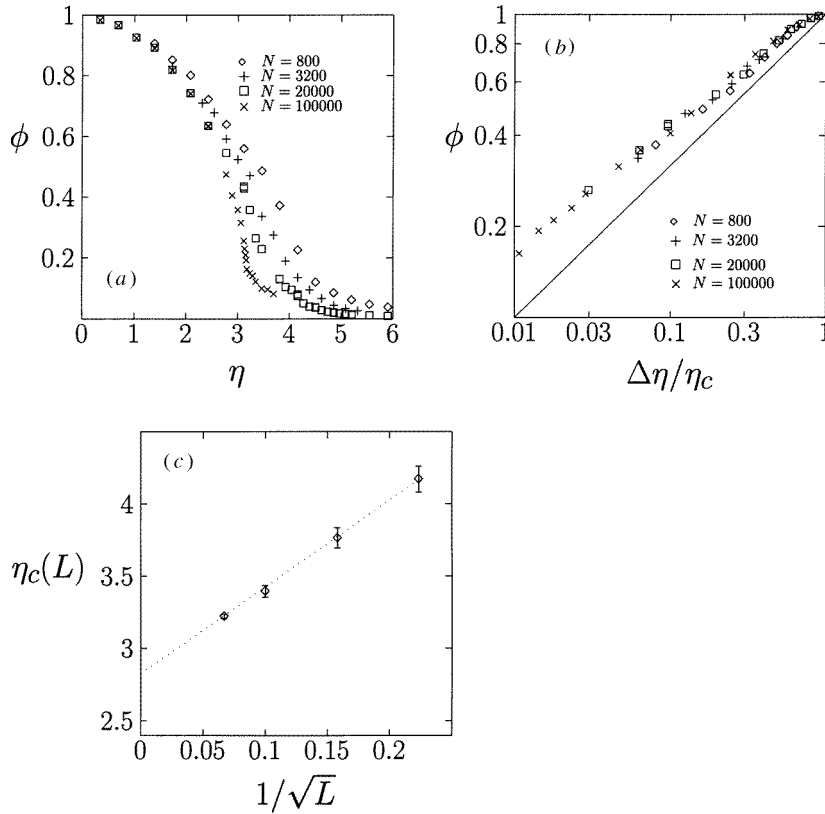 1
0.8
0.6
0.4
0.2
ϕ
(a)
◇ N = 800
+ N = 3200
□ N = 20000
× N = 100000
0 1 2 3 4 5 6
η
1
0.8
0.6
0.4
0.2
ϕ
(b)
◇ N = 800
+ N = 3200
□ N = 20000
× N = 100000
0.01 0.03 0.1 0.3 1
Δη/η_c
(c)
4
3.5
3
2.5
η_c(L)
0 0.05 0.1 0.15 0.2
1/√L